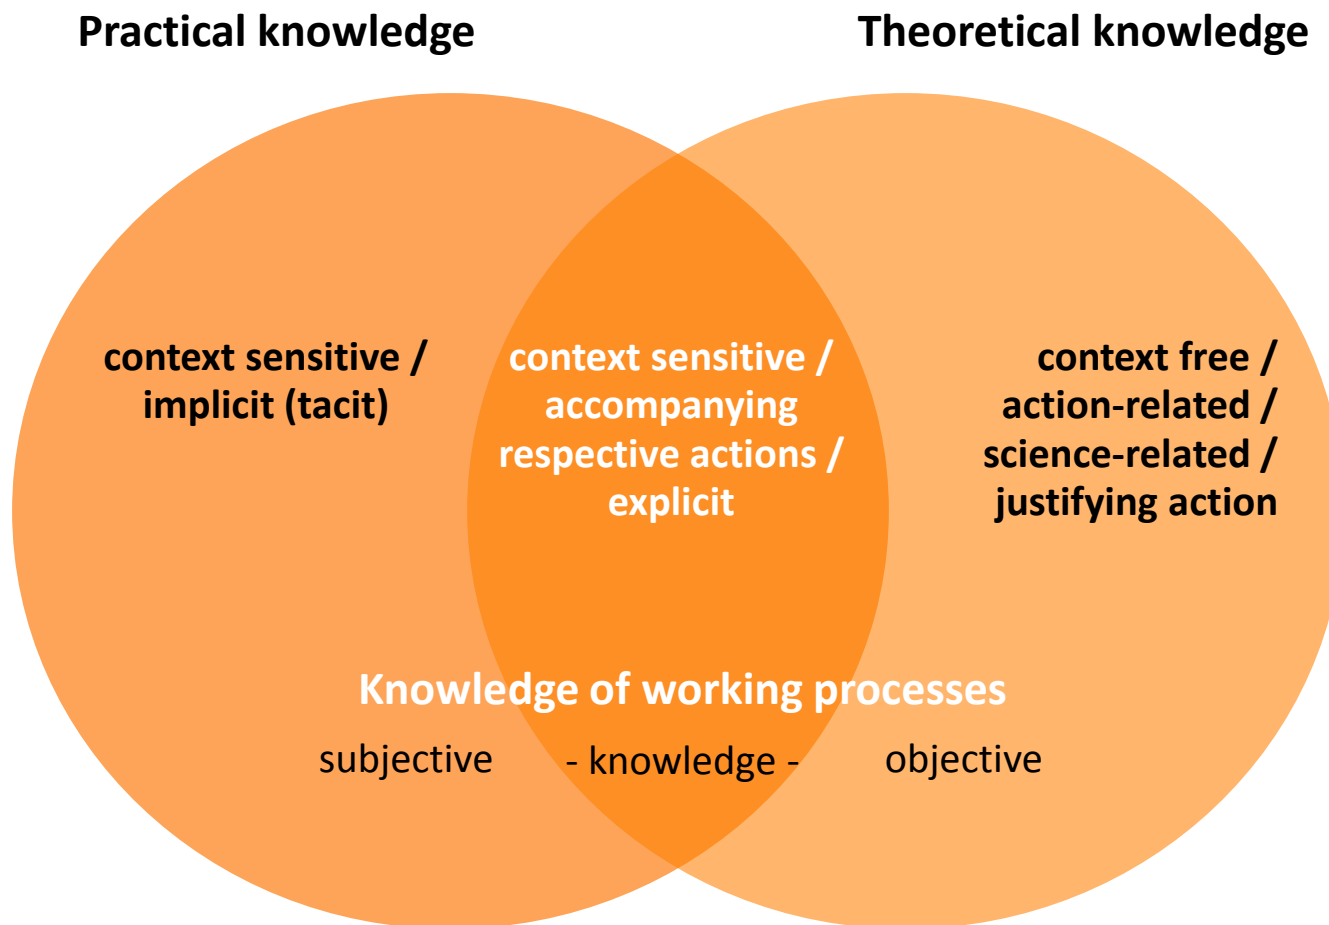 Practical knowledge
Theoretical knowledge
context sensitive /
implicit (tacit)
context sensitive /
accompanying
respective actions /
explicit
context free /
action-related /
science-related /
justifying action
Knowledge of working processes
subjective - knowledge - objective